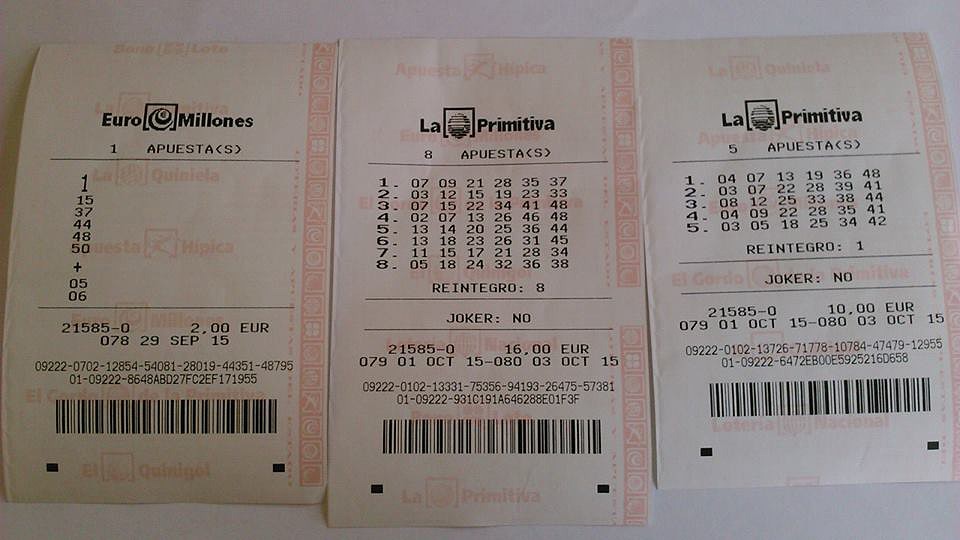 Euro Millones
1 APUESTA(S)
1
15
37
44
48
50
+
05
06
21585-0 2,00 EUR
078 29 SEP 15
09222-0702-12854-54081-28019-44351-48795
01-09222-8648ABD27FC2EF171955
La Primitiva
8 APUESTA(S)
1. 07 09 21 28 35 37
2. 03 12 15 19 23 33
3. 07 15 22 34 41 48
4. 02 07 13 26 46 48
5. 13 14 20 25 36 44
6. 13 18 23 26 31 45
7. 11 15 17 21 28 34
8. 05 18 24 32 36 38
REINTEGRO: 8
JOKER: NO
21585-0 16,00 EUR
079 01 OCT 15-080 03 OCT 15
09222-0102-13331-75356-94193-26475-57381
01-09222-931C191A646288E01F3F
La Primitiva
5 APUESTA(S)
1. 04 07 13 19 36 48
2. 03 07 22 28 39 41
3. 08 12 25 33 38 44
4. 04 09 22 28 35 41
5. 03 05 18 25 34 42
REINTEGRO: 1
JOKER: NO
21585-0 10,00 EUR
079 01 OCT 15-080 03 OCT 15
09222-0102-13726-71778-10784-47479-12955
01-09222-6472EB00E5925216D658